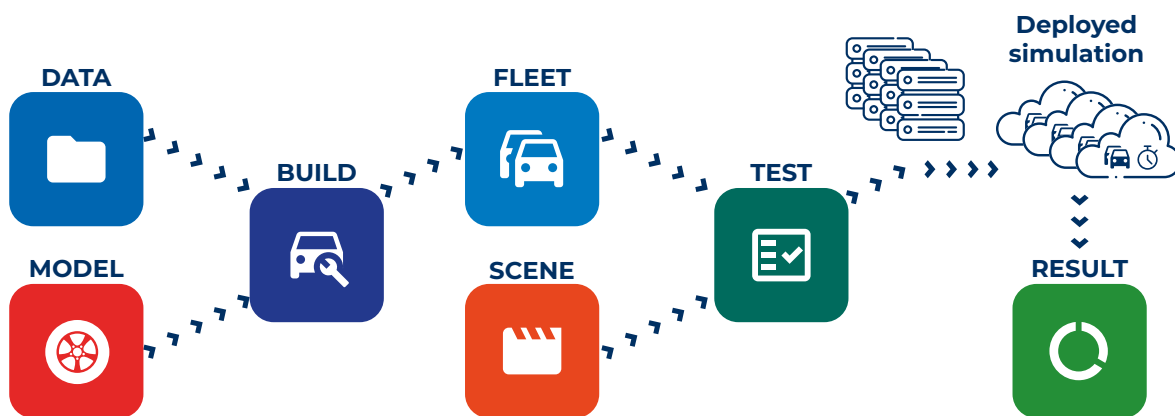 Deployed
simulation
DATA
FLEET
BUILD
TEST
MODEL
SCENE
RESULT